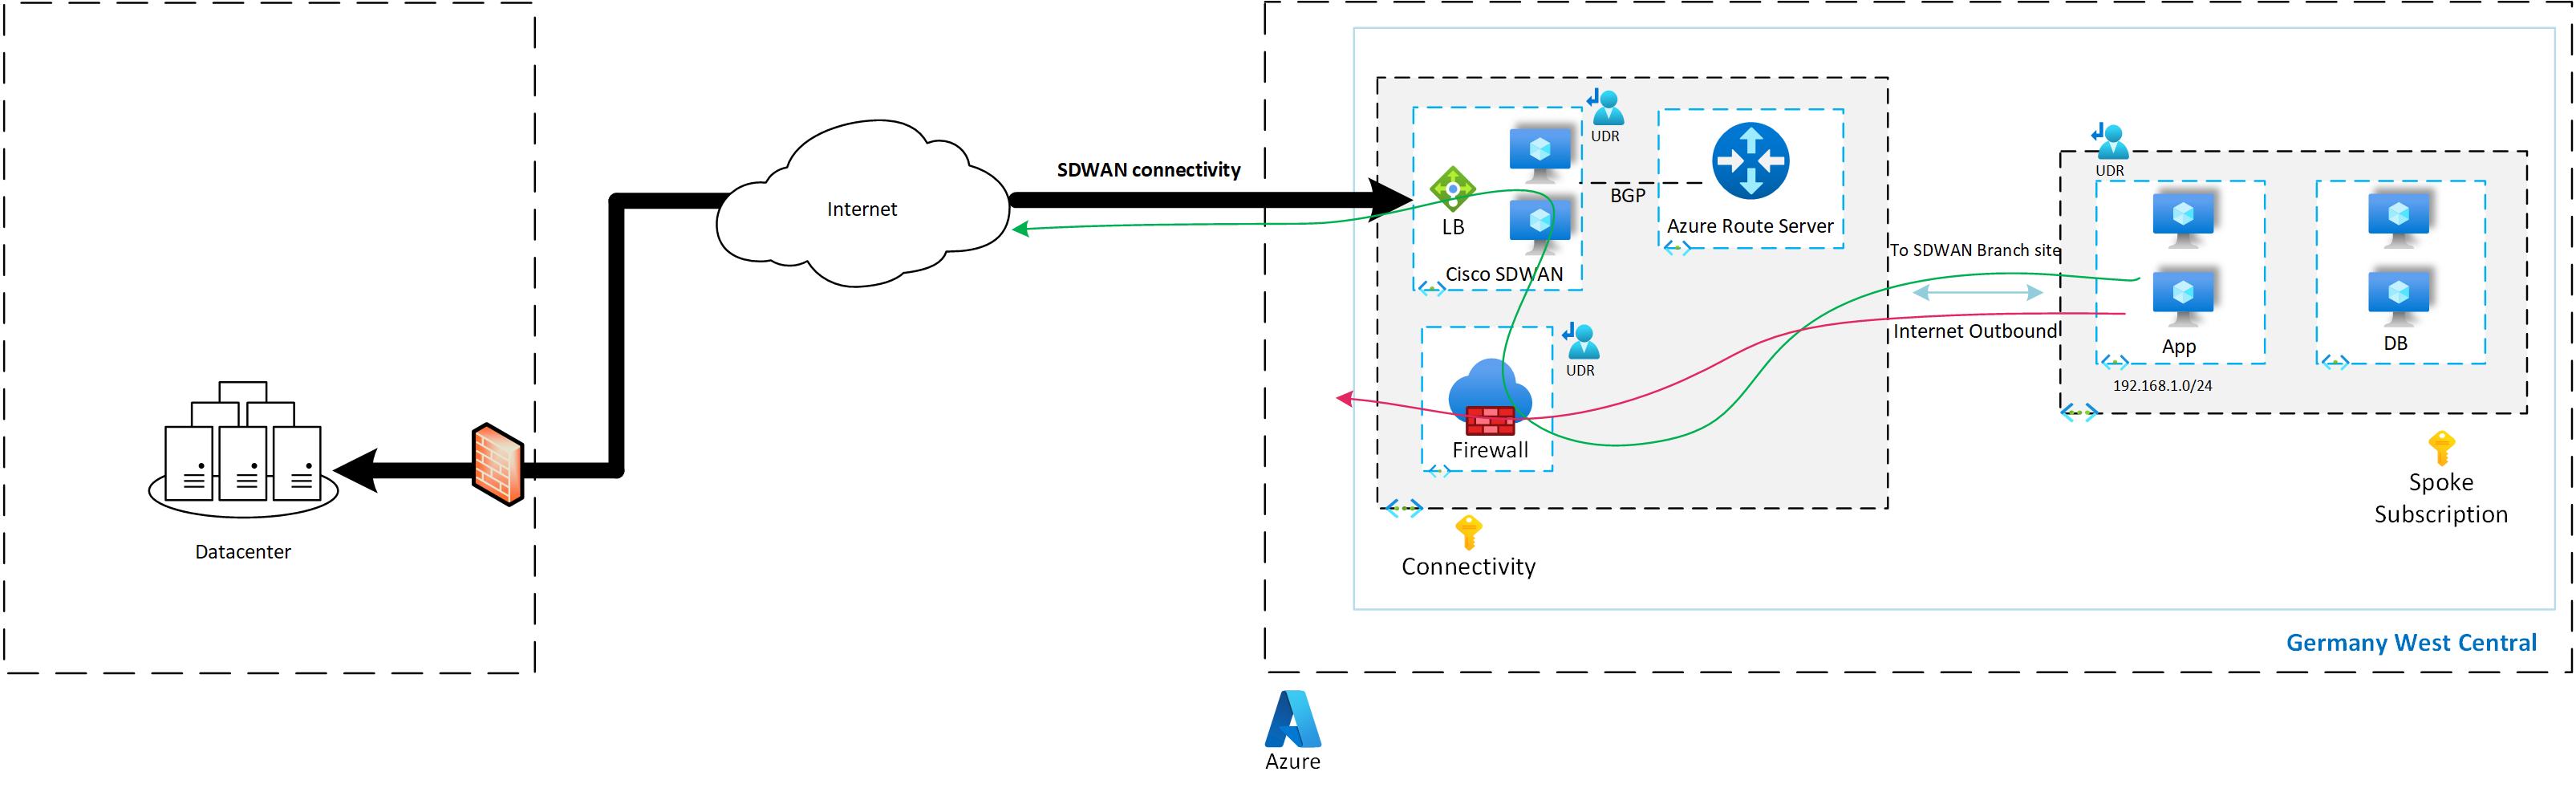 SDWAN connectivity
Internet
Datacenter
UDR
LB
Cisco SDWAN
BGP
Azure Route Server
UDR
Firewall
Connectivity
To SDWAN Branch site
Internet Outbound
UDR
App
192.168.1.0/24
DB
Spoke
Subscription
Germany West Central
Azure